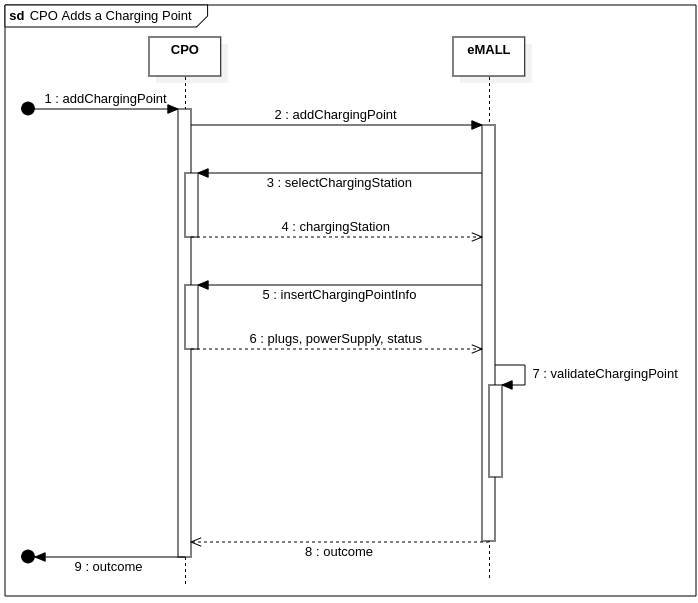 sd CPO Adds a Charging Point
CPO
eMALL
1 : addChargingPoint
2 : addChargingPoint
3 : selectChargingStation
4 : chargingStation
5 : insertChargingPointInfo
6 : plugs, powerSupply, status
7 : validateChargingPoint
8 : outcome
9 : outcome